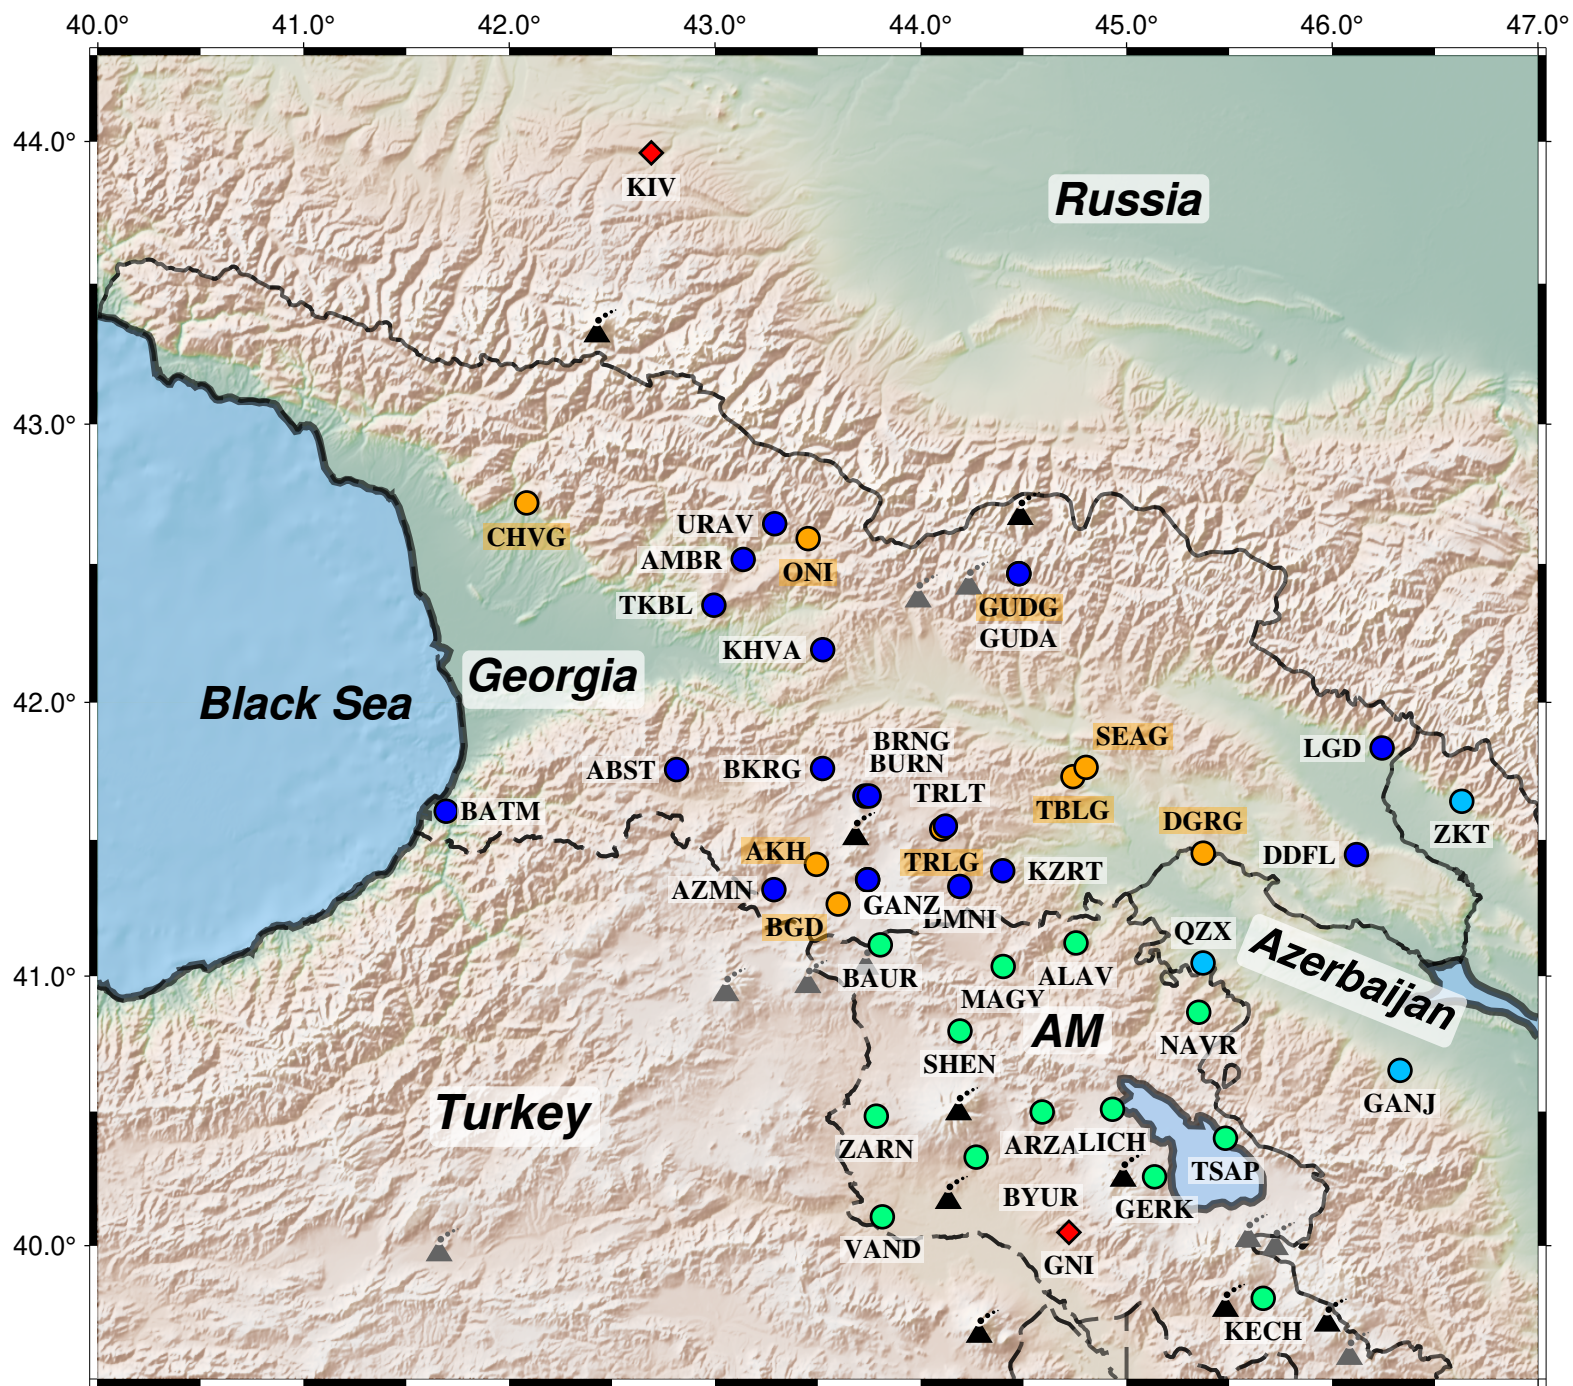 40.0° 41.0° 42.0° 43.0° 44.0° 45.0° 46.0° 47.0°
44.0°
KIV
Russia
43.0°
CHVG
URAV
AMBR
ONI
TKBL
GUDG
GUDA
KHVA
Georgia
42.0°
Black Sea
SEAG
BRNG
LGD
BURN
ABST
BKRG
TRLT
BATM
TBLG
DGRG
ZKT
AKH
TRLG
DDFL
KZRT
AZMN
GANZ
DMNI
BGD
QZX
41.0°
BAUR
ALAV
Azerbaijan
MAGY
AM
NAVR
SHEN
GANJ
Turkey
ZARN
ARZA
LICH
TSAP
BYUR
GERK
40.0°
VAND
GNI
KECH